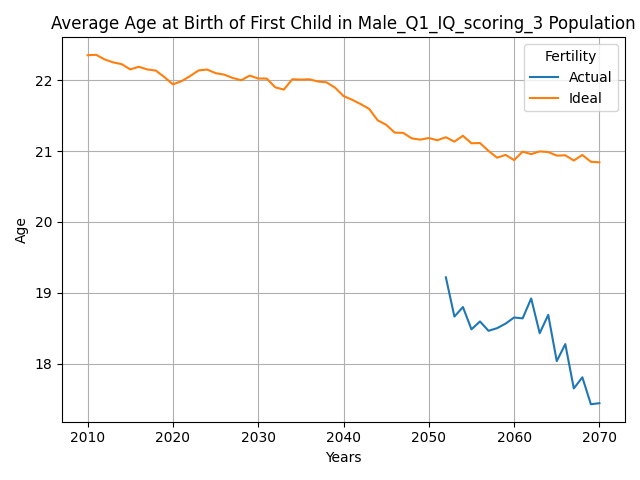 Average Age at Birth of First Child in Male_Q1_IQ_scoring_3 Population
Fertility
Actual
Ideal
22
21
20
19
18
Age
2010
2020
2030
2040
2050
2060
2070
Years